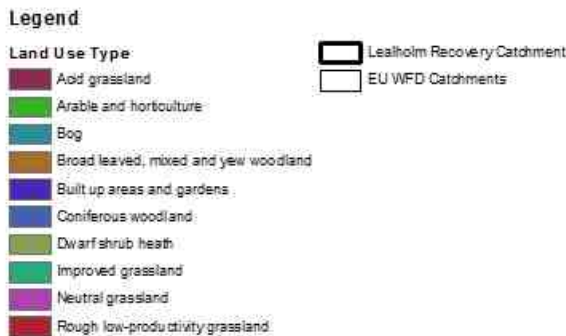 Legend
Land Use Type
Acid grassland
Arable and horticulture
Bog
Broad leaved, mixed and yew woodland
Built up areas and gardens
Coniferous woodland
Dwarf shrub heath
Improved grassland
Neutral grassland
Rough low-productivity grassland
Lealholm Recovery Catchment
EU WFD Catchments